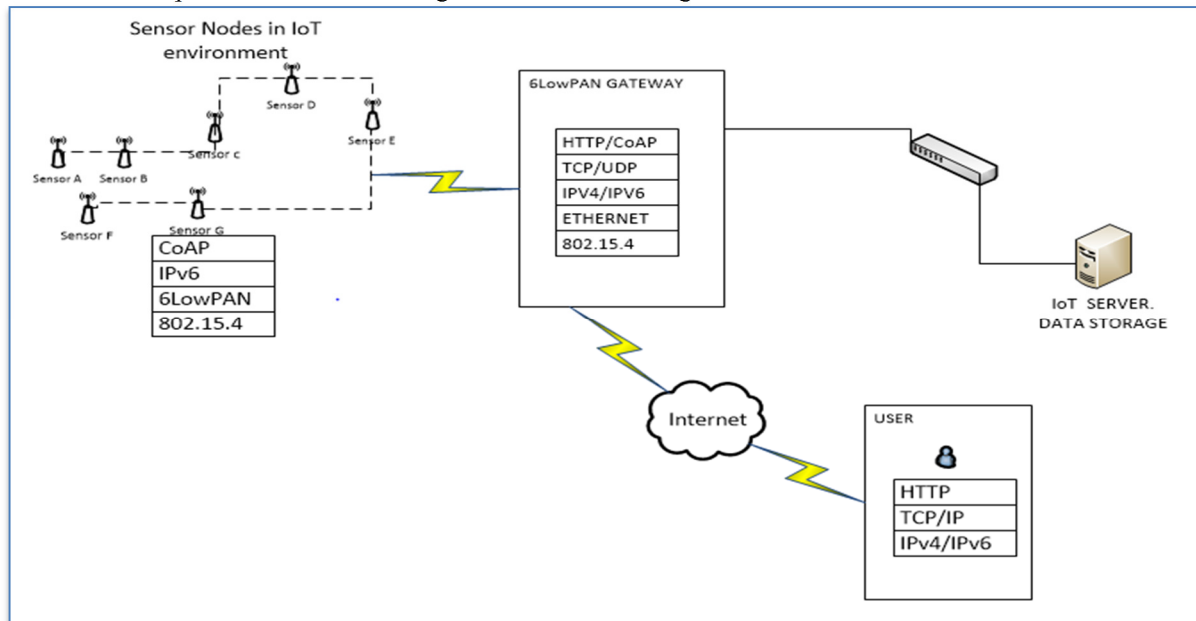 Sensor Nodes in IoT
environment
Sensor D
Sensor E
Sensor c
Sensor A
Sensor B
Sensor F
Sensor G
CoAP
IPv6
6LowPAN
802.15.4
6LowPAN GATEWAY
HTTP/CoAP
TCP/UDP
IPV4/IPV6
ETHERNET
802.15.4
IoT SERVER.
DATA STORAGE
Internet
USER
HTTP
TCP/IP
IPv4/IPv6